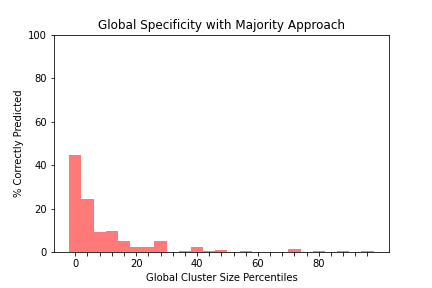 Global Specificity with Majority Approach
100
80
60
40
20
0
% Correctly Predicted
0 20 40 60 80
Global Cluster Size Percentiles